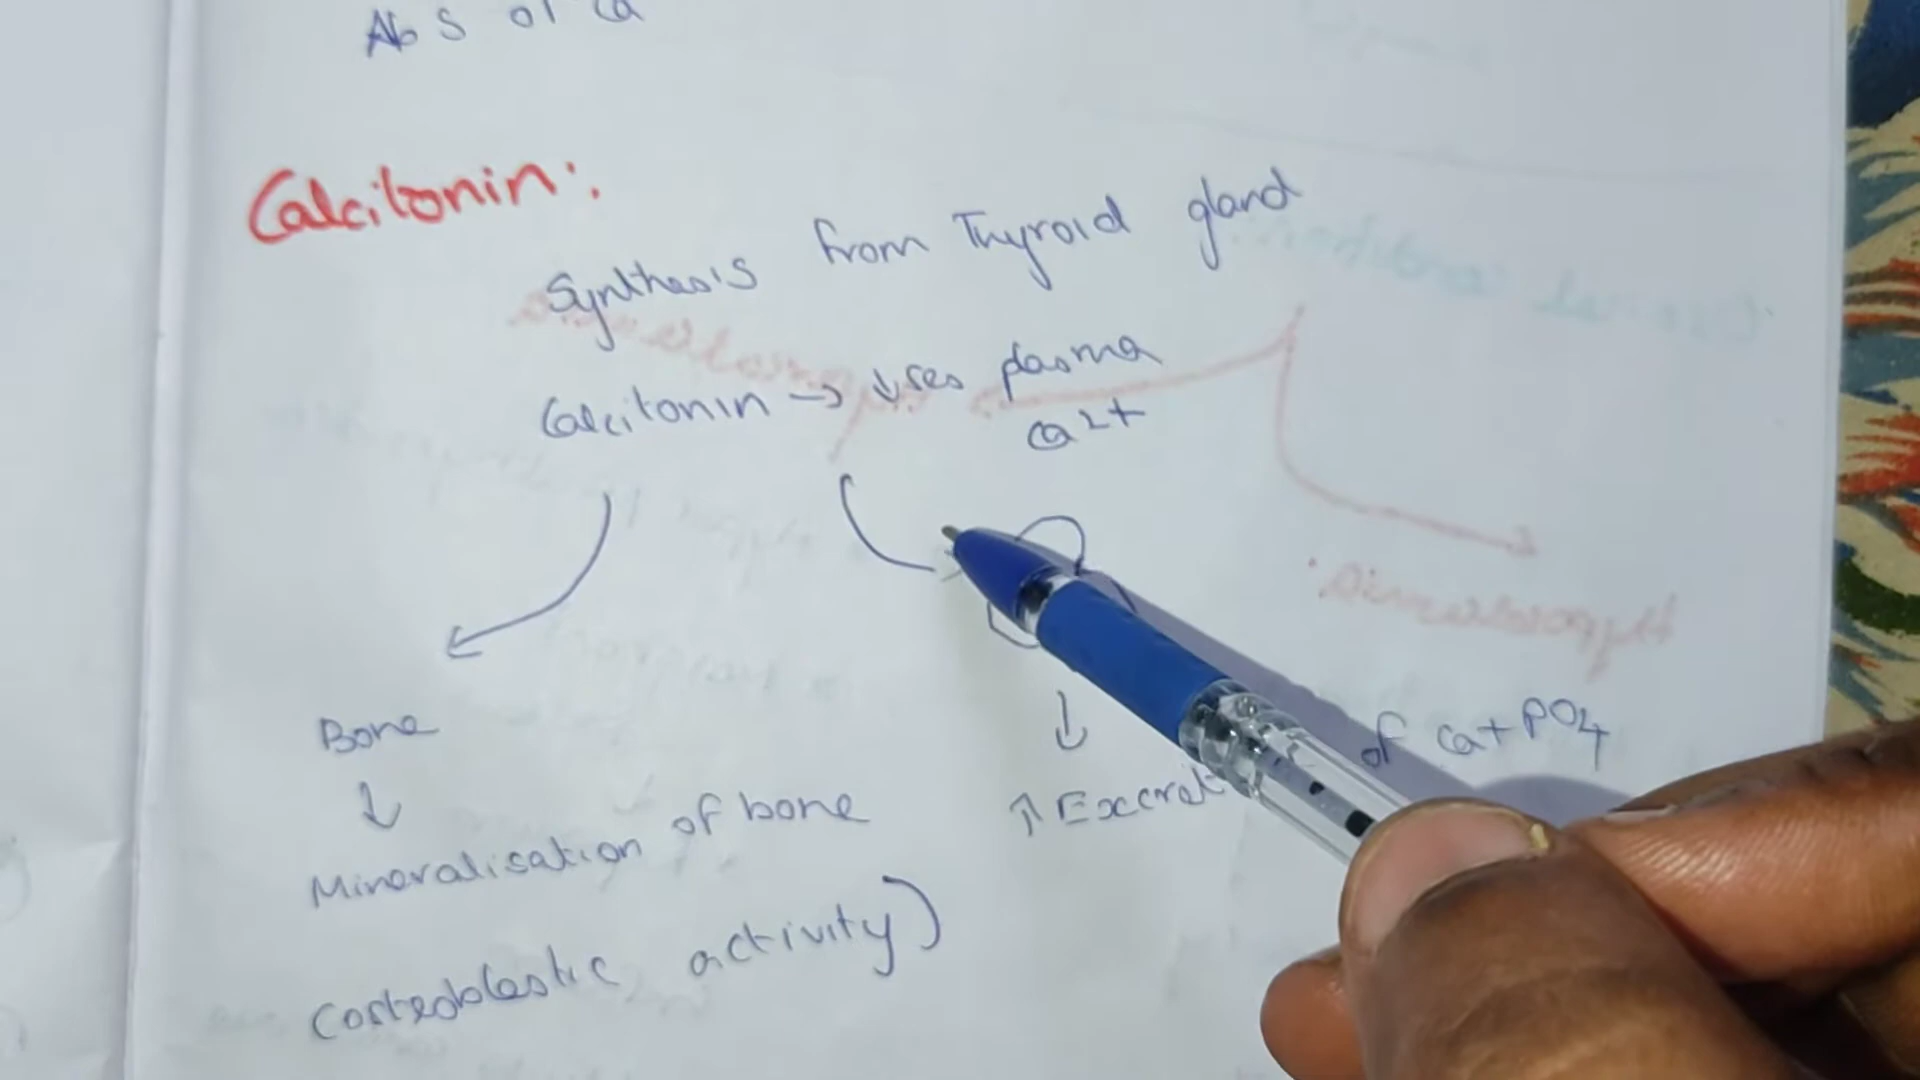 Abs of Ca
Calcitonin:.
Synthesis from Thyroid gland
Calcitonin → ↓ses plasma
Ca2+
Bone
↓
↓
Mineralisation of bone
↑ Excret of Ca + PO4
(osteoblastic activity)